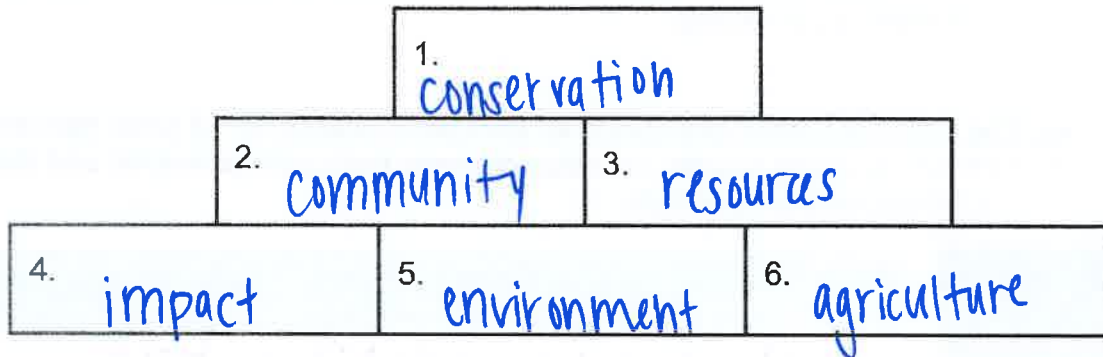 1. conservation
2. community 3. resources
4. impact 5. environment 6. agriculture